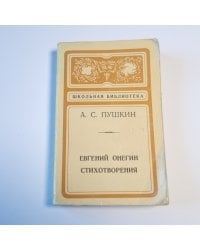 ШКОЛЬНАЯ БИБЛИОТЕКА
А. С. ПУШКИН
ЕВГЕНИЙ ОНЕГИН
СТИХОТВОРЕНИЯ